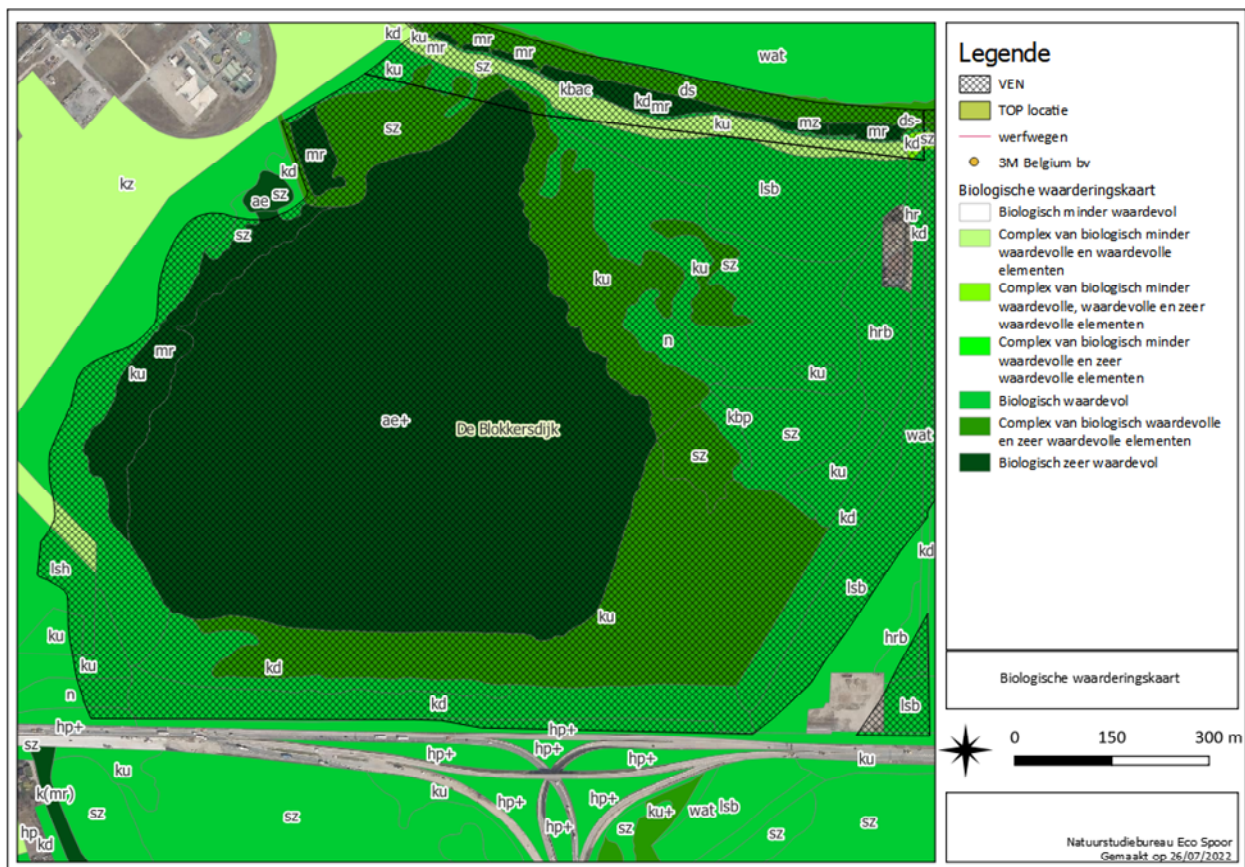 kd
ku
mr
mr
mr
wat
ku
sz
kbac
ds
kd
mr
ku
mz
mr
ds-
kd
sz
sz
mr
kd
kz
ae
sz
lsb
hr
kd
sz
ku
ku
sz
mr
ku
n
hrb
ku
ae+
De Blokkersdijk
kbp
sz
wat
sz
ku
kd
kd
lsh
lsb
ku
ku
ku
hrb
kd
n
kd
lsb
hp+
hp+
sz
hp+
hp+
hp+
ku
ku
k(mr)
ku
hp+
hp+
ku+
wat
lsb
hp
kd
sz
sz
hp+
sz
sz
sz
Legende
VEN
TOP locatie
werfwegen
3M Belgium bv
Biologische waarderingskaart
Biologisch minder waardevol
Complex van biologisch minder
waardevolle en waardevolle
elementen
Complex van biologisch minder
waardevolle, waardevolle en zeer
waardevolle elementen
Complex van biologisch minder
waardevolle en zeer
waardevolle elementen
Biologisch waardevol
Complex van biologisch waardevolle
en zeer waardevolle elementen
Biologisch zeer waardevol
Biologische waarderingskaart
0 150 300 m
Natuurstudiebureau Eco Spoor
Gemaakt op 26/07/2022